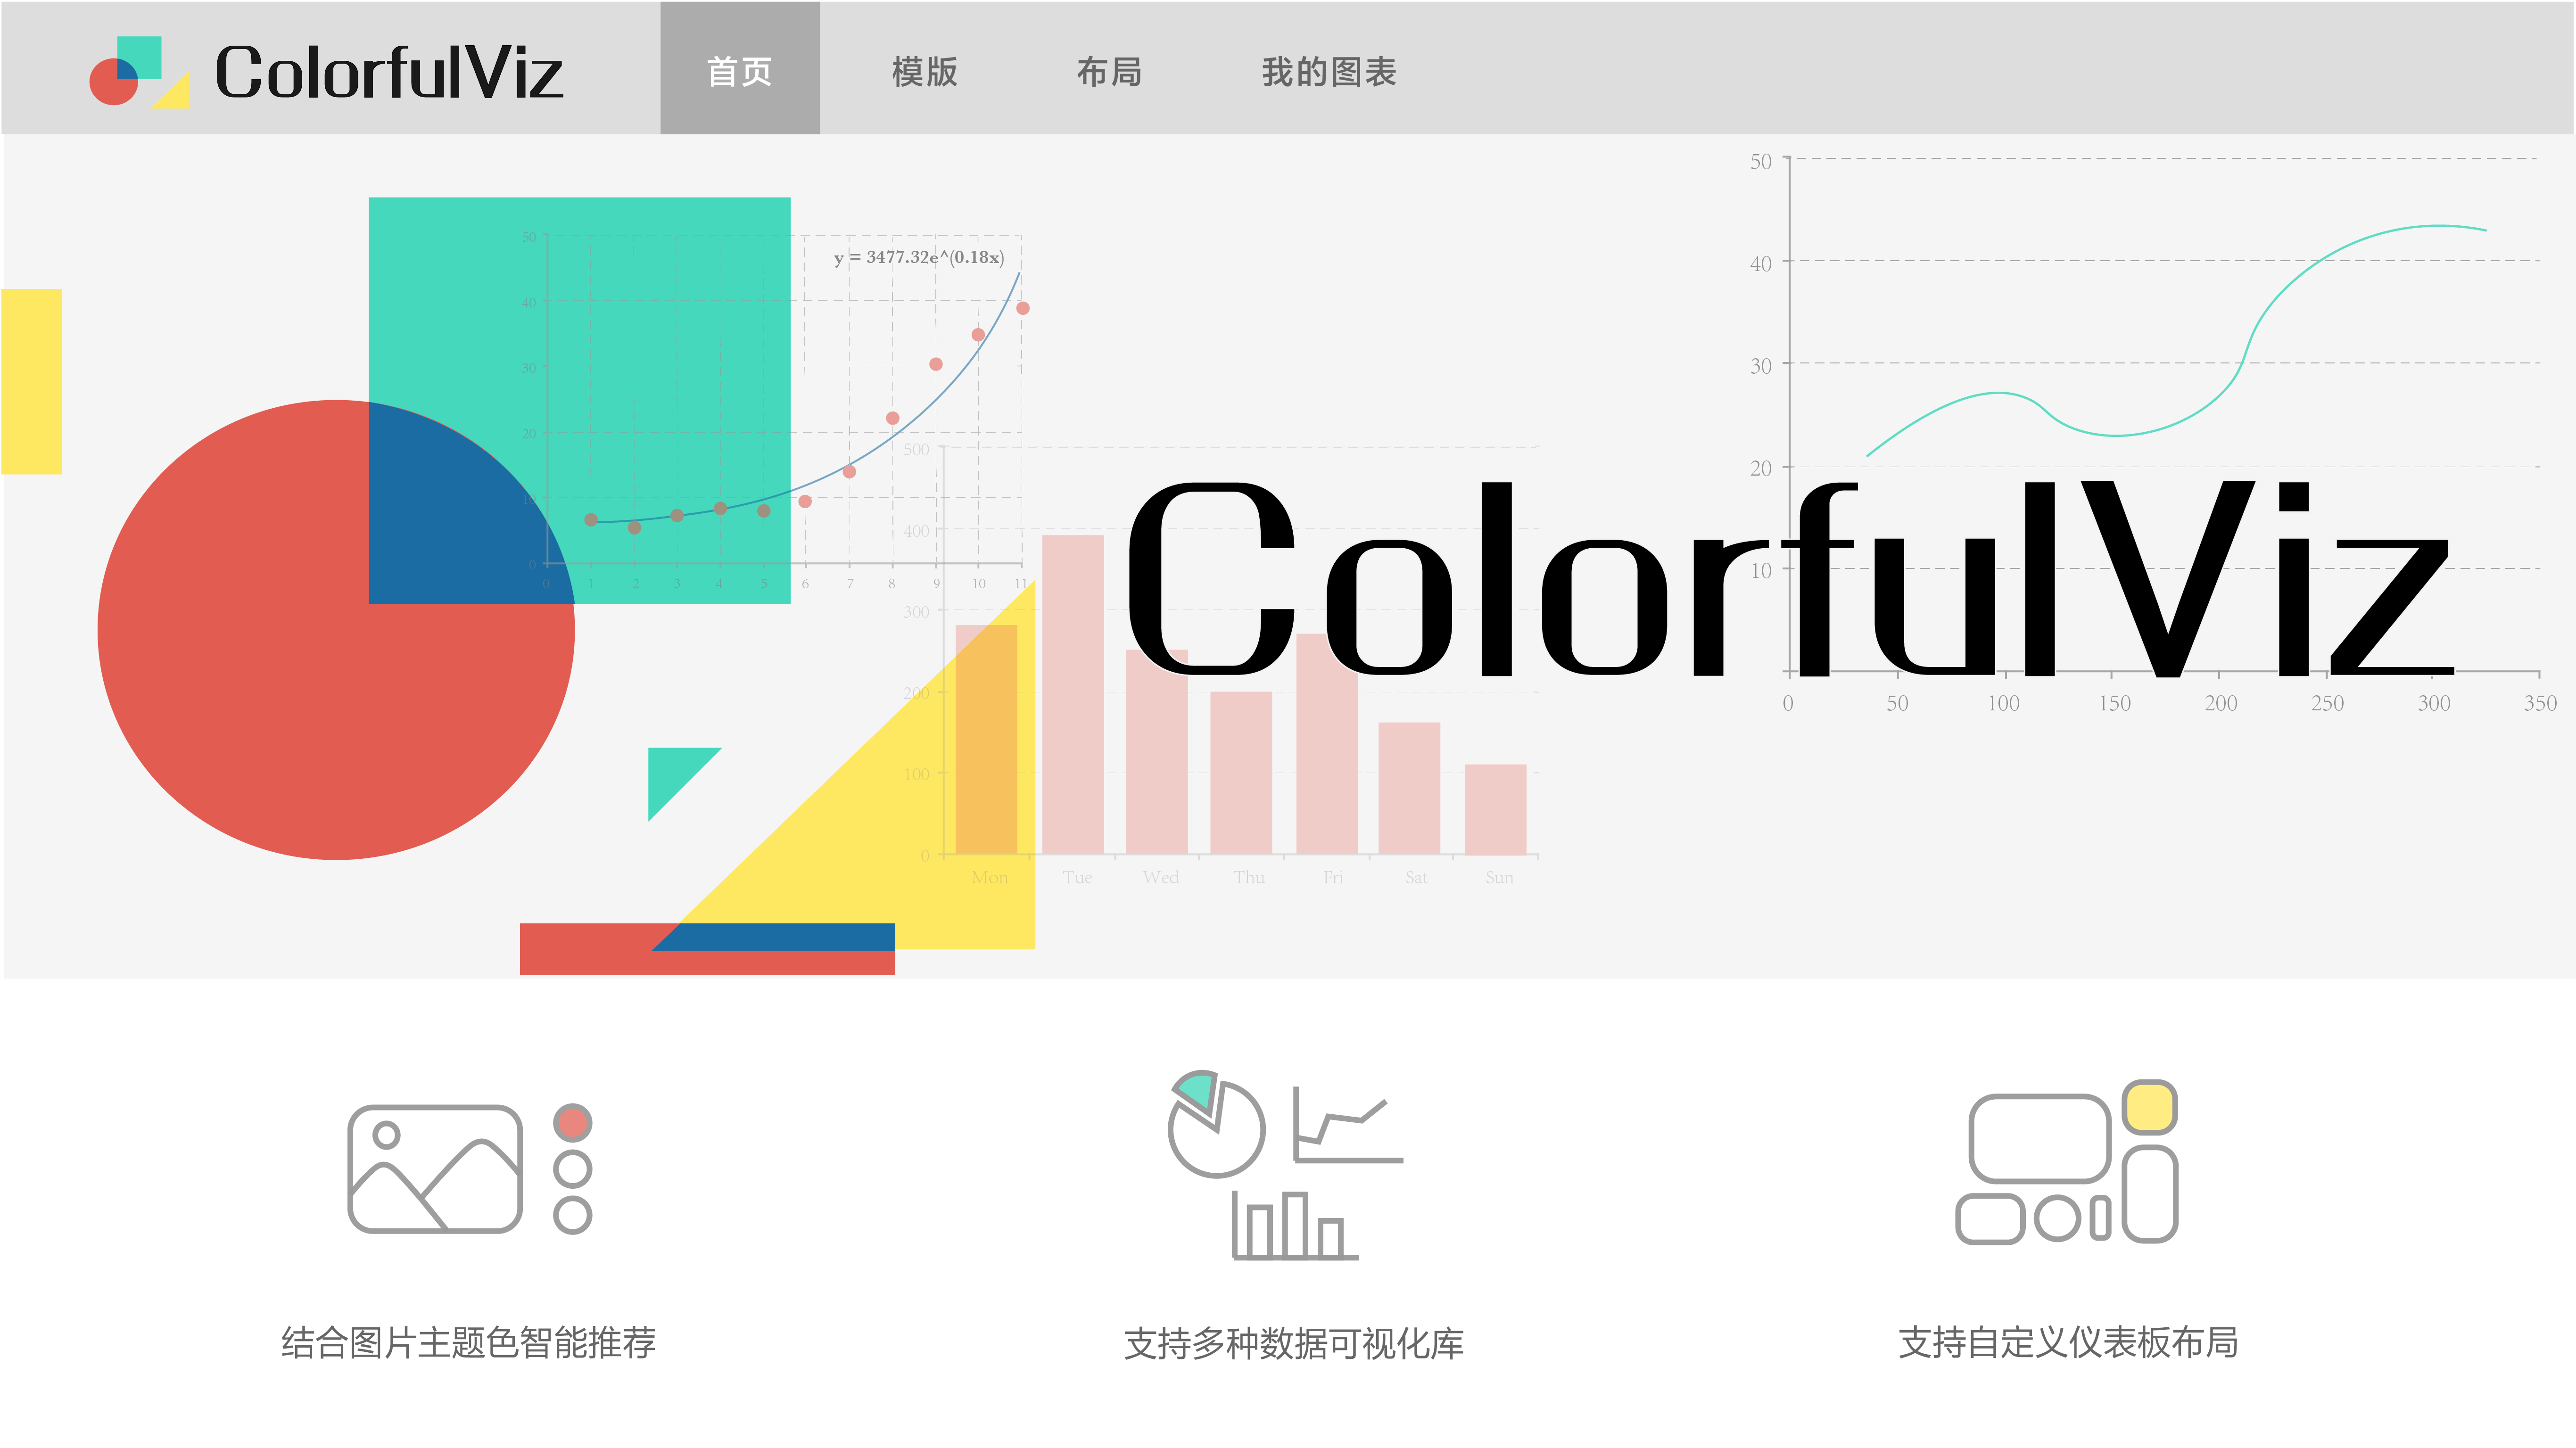 ColorfulViz 首页 模版 布局 我的图表
50
40
30
20
10
0
0 1 2 3 4 5 6 7 8 9 10 11
y = 3477.32e^(0.18x)
500
400
300
200
100
0
Mon Tue Wed Thu Fri Sat Sun
50
40
30
20
10
0 50 100 150 200 250 300 350
ColorfulViz
结合图片主题色智能推荐
支持多种数据可视化库
支持自定义仪表板布局